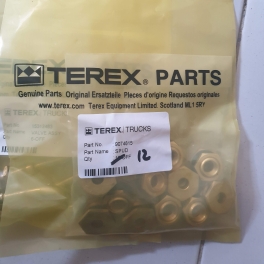 TEREX® PARTS
Genuine Parts Original Ersatzteile Pièces d'origine Repuestos originales
www.terex.com Terex Equipment Limited. Scotland ML1 5RY
TEREX® TRUCKS
Part No
Part Name
Qty 12